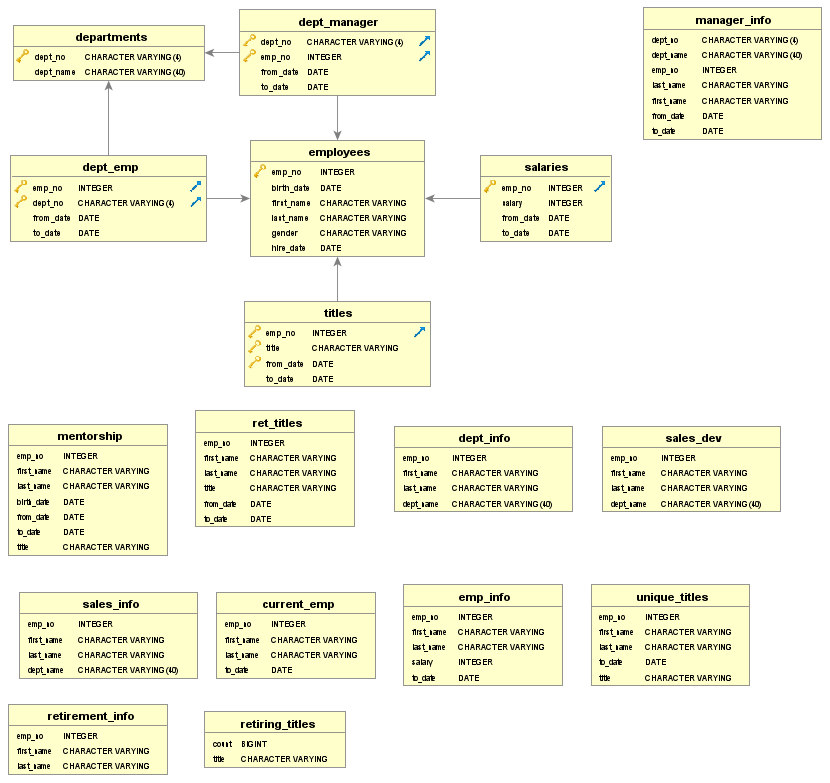 departments
dept_no CHARACTER VARYING(4)
dept_name CHARACTER VARYING(40)
dept_manager
dept_no CHARACTER VARYING(4)
emp_no INTEGER
from_date DATE
to_date DATE
manager_info
dept_no CHARACTER VARYING(4)
dept_name CHARACTER VARYING(40)
emp_no INTEGER
last_name CHARACTER VARYING
first_name CHARACTER VARYING
from_date DATE
to_date DATE
dept_emp
emp_no INTEGER
dept_no CHARACTER VARYING(4)
from_date DATE
to_date DATE
employees
emp_no INTEGER
birth_date DATE
first_name CHARACTER VARYING
last_name CHARACTER VARYING
gender CHARACTER VARYING
hire_date DATE
salaries
emp_no INTEGER
salary INTEGER
from_date DATE
to_date DATE
titles
emp_no INTEGER
title CHARACTER VARYING
from_date DATE
to_date DATE
mentorship
emp_no INTEGER
first_name CHARACTER VARYING
last_name CHARACTER VARYING
birth_date DATE
from_date DATE
to_date DATE
title CHARACTER VARYING
ret_titles
emp_no INTEGER
first_name CHARACTER VARYING
last_name CHARACTER VARYING
title CHARACTER VARYING
from_date DATE
to_date DATE
dept_info
emp_no INTEGER
first_name CHARACTER VARYING
last_name CHARACTER VARYING
dept_name CHARACTER VARYING(40)
sales_dev
emp_no INTEGER
first_name CHARACTER VARYING
last_name CHARACTER VARYING
dept_name CHARACTER VARYING(40)
sales_info
emp_no INTEGER
first_name CHARACTER VARYING
last_name CHARACTER VARYING
dept_name CHARACTER VARYING(40)
current_emp
emp_no INTEGER
first_name CHARACTER VARYING
last_name CHARACTER VARYING
to_date DATE
emp_info
emp_no INTEGER
first_name CHARACTER VARYING
last_name CHARACTER VARYING
salary INTEGER
to_date DATE
unique_titles
emp_no INTEGER
first_name CHARACTER VARYING
last_name CHARACTER VARYING
to_date DATE
title CHARACTER VARYING
retirement_info
emp_no INTEGER
first_name CHARACTER VARYING
last_name CHARACTER VARYING
retiring_titles
count BIGINT
title CHARACTER VARYING